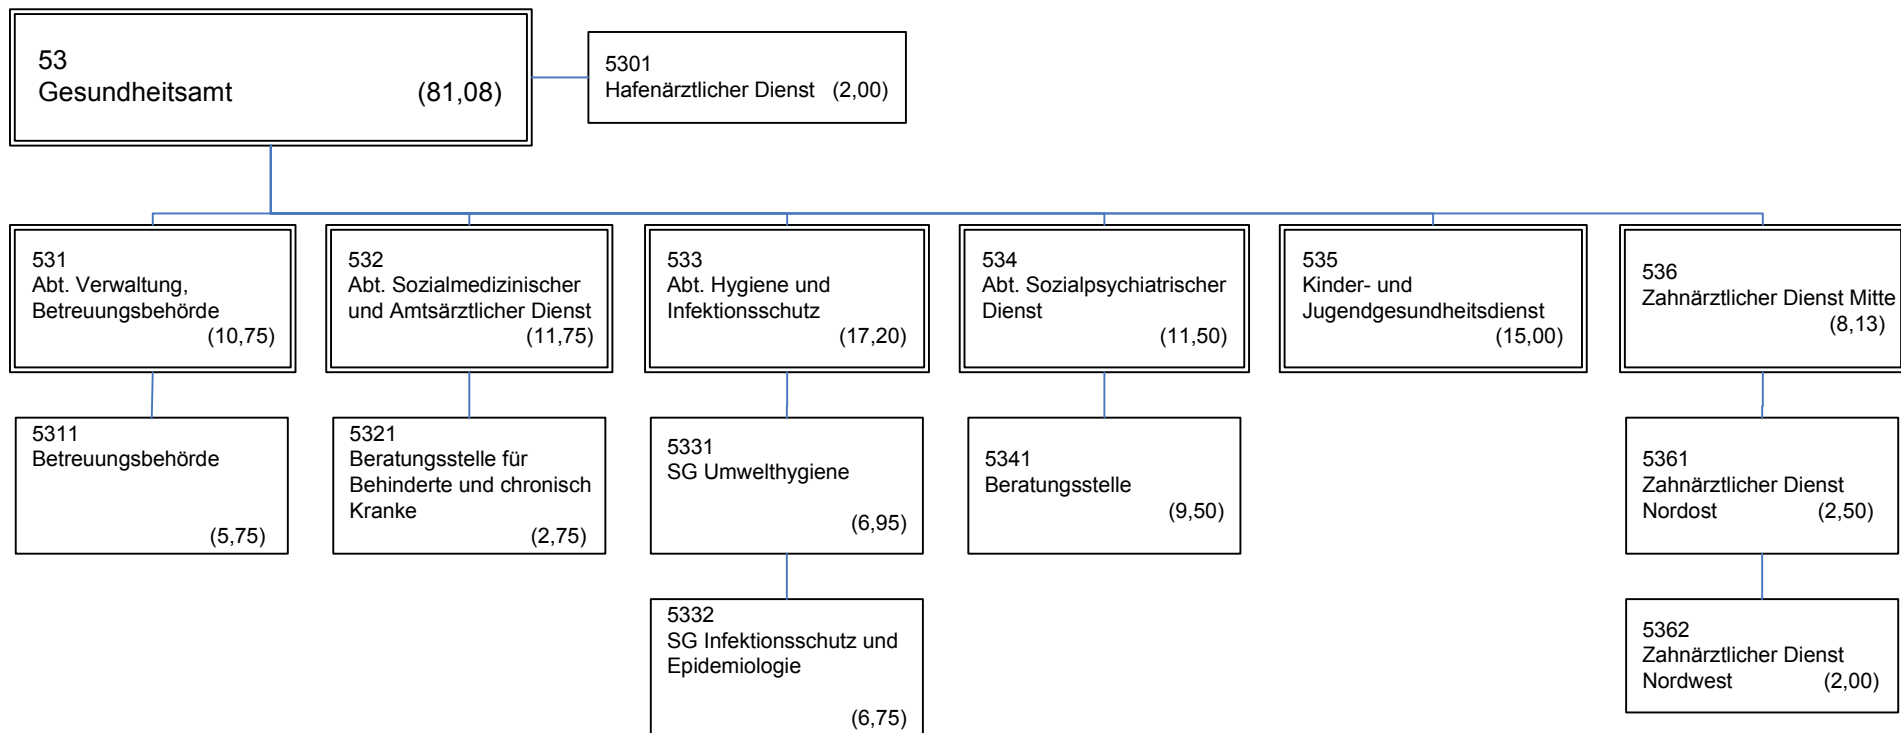 53
Gesundheitsamt (81,08)
5301
Hafenärztlicher Dienst (2,00)
531
Abt. Verwaltung,
Betreuungsbehörde
(10,75)
532
Abt. Sozialmedizinischer
und Amtsärztlicher Dienst
(11,75)
533
Abt. Hygiene und
Infektionsschutz
(17,20)
534
Abt. Sozialpsychiatrischer
Dienst
(11,50)
535
Kinder- und
Jugendgesundheitsdienst
(15,00)
536
Zahnärztlicher Dienst Mitte
(8,13)
5311
Betreuungsbehörde
(5,75)
5321
Beratungsstelle für
Behinderte und chronisch
Kranke
(2,75)
5331
SG Umwelthygiene
(6,95)
5341
Beratungsstelle
(9,50)
5361
Zahnärztlicher Dienst
Nordost (2,50)
5332
SG Infektionsschutz und
Epidemiologie
(6,75)
5362
Zahnärztlicher Dienst
Nordwest (2,00)